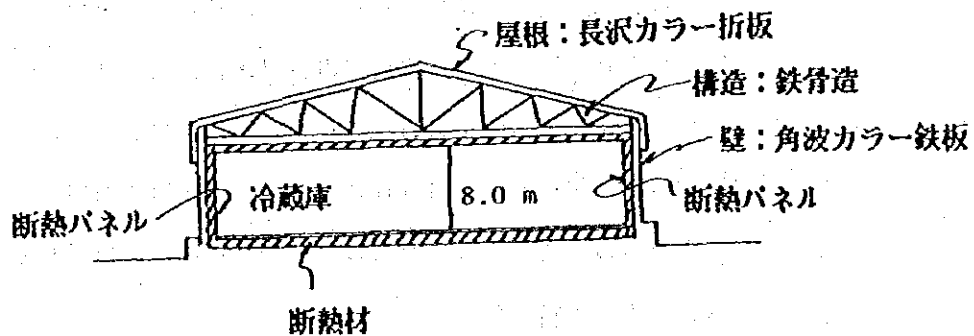 屋根：長沢カラー折板
構造：鉄骨造
壁：角波カラー鉄板
断熱パネル
冷蔵庫
8.0 m
断熱パネル
断熱材